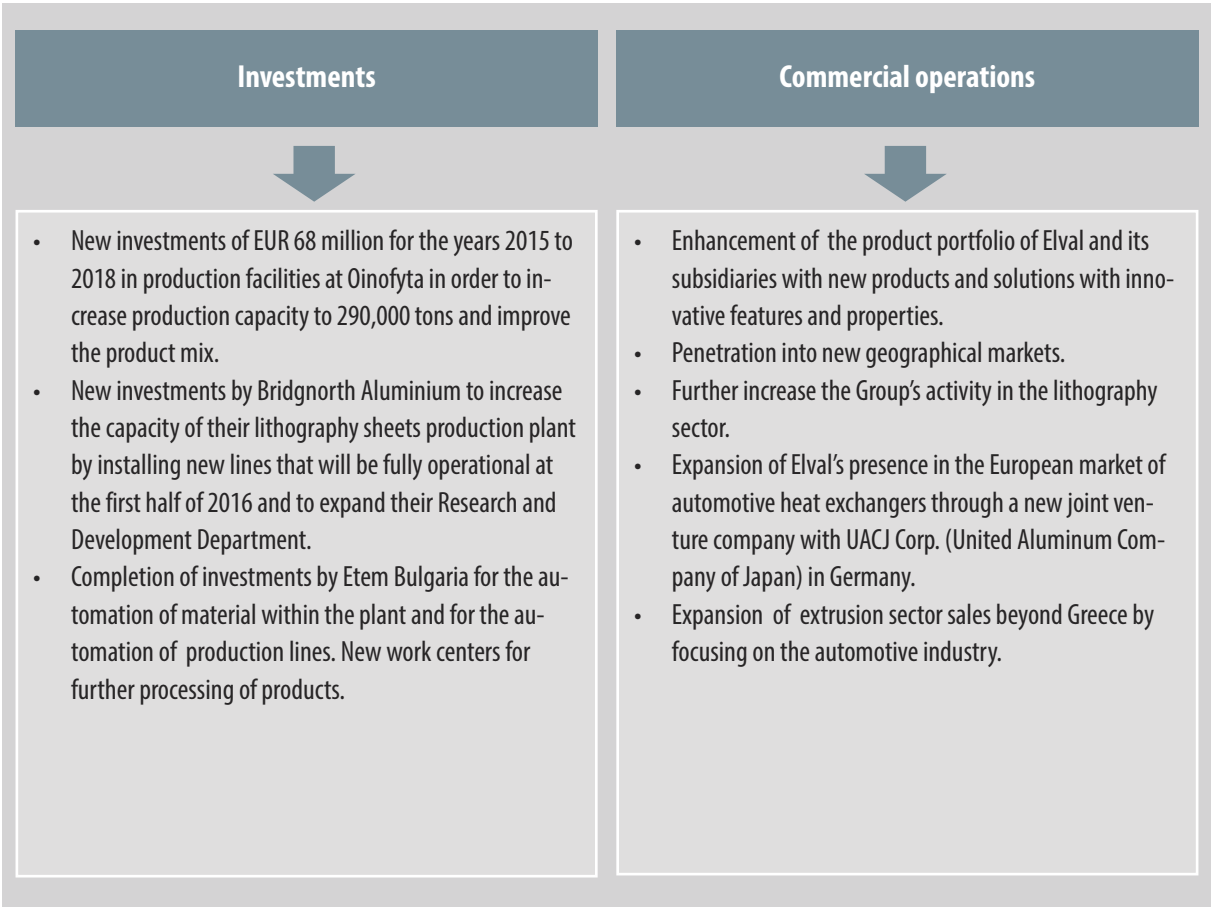 Investments
• New investments of EUR 68 million for the years 2015 to
2018 in production facilities at Oinofyta in order to in-
crease production capacity to 290,000 tons and improve
the product mix.
• New investments by Bridgnorth Aluminium to increase
the capacity of their lithography sheets production plant
by installing new lines that will be fully operational at
the first half of 2016 and to expand their Research and
Development Department.
• Completion of investments by Etem Bulgaria for the au-
tomation of material within the plant and for the au-
tomation of production lines. New work centers for
further processing of products.
Commercial operations
• Enhancement of the product portfolio of Elval and its
subsidiaries with new products and solutions with inno-
vative features and properties.
• Penetration into new geographical markets.
• Further increase the Group's activity in the lithography
sector.
• Expansion of Elval's presence in the European market of
automotive heat exchangers through a new joint ven-
ture company with UACJ Corp. (United Aluminum Com-
pany of Japan) in Germany.
• Expansion of extrusion sector sales beyond Greece by
focusing on the automotive industry.